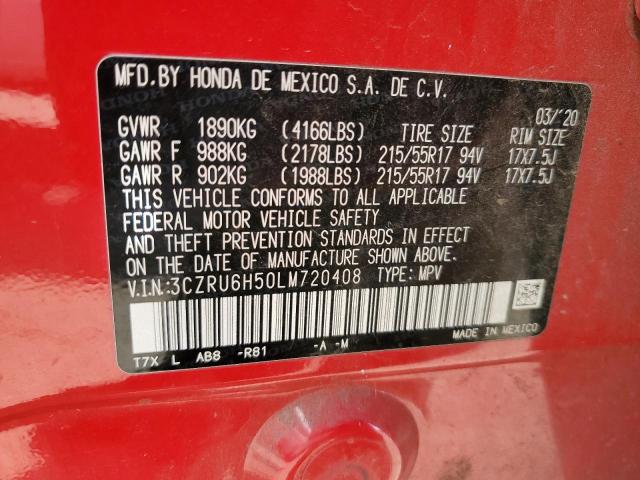 MFD.BY HONDA DE MEXICO S.A. DE C.V.
03/'20
GVWR 1890KG (4166LBS) TIRE SIZE RIM SIZE
GAWR F 988KG (2178LBS) 215/55R17 94V 17X7.5J
GAWR R 902KG (1988LBS) 215/55R17 94V 17X7.5J
THIS VEHICLE CONFORMS TO ALL APPLICABLE
FEDERAL MOTOR VEHICLE SAFETY
AND THEFT PREVENTION STANDARDS IN EFFECT
ON THE DATE OF MANUFACTURE SHOWN ABOVE.
V.I.N.:3CZRU6H50LM720408 TYPE: MPV
MADE IN MEXICO
T7X L AB8 -R81 -A -M